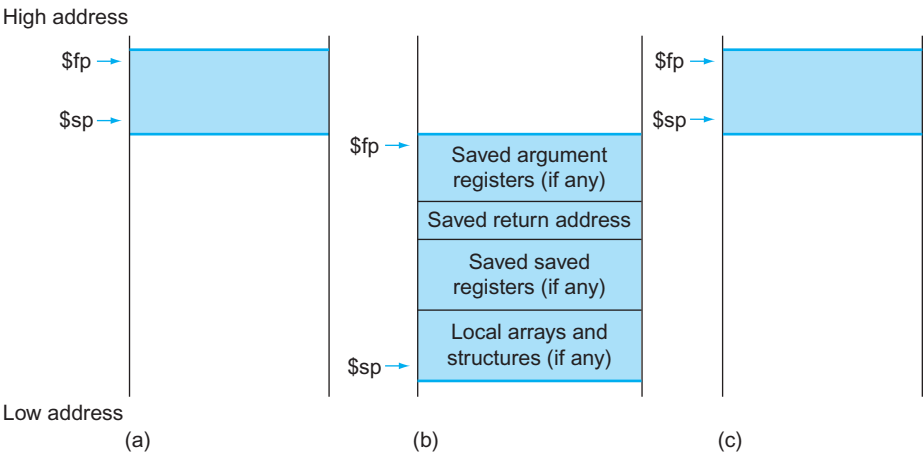 High address
$fp
$sp
$fp
Saved argument
registers (if any)
Saved return address
Saved saved
registers (if any)
Local arrays and
structures (if any)
$sp
$fp
$sp
Low address
(a)
(b)
(c)